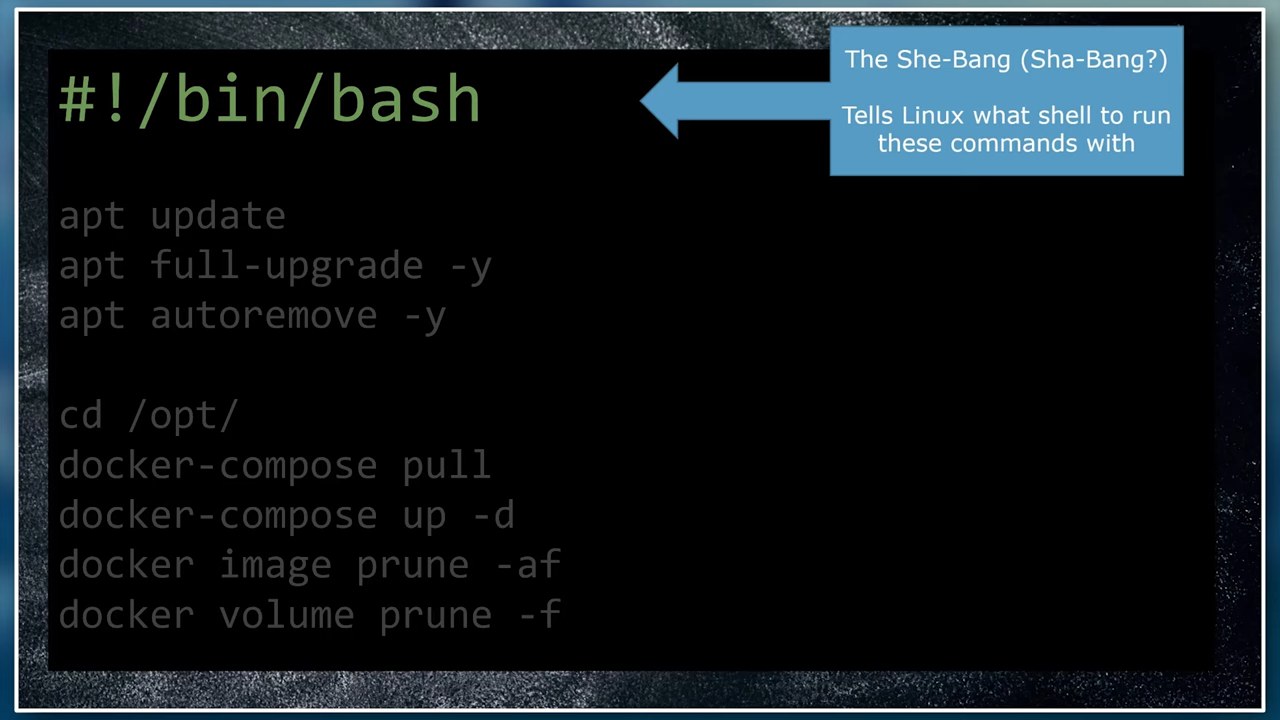 #!/bin/bash
The She-Bang (Sha-Bang?)
Tells Linux what shell to run
these commands with
apt update
apt full-upgrade -y
apt autoremove -y
cd /opt/
docker-compose pull
docker-compose up -d
docker image prune -af
docker volume prune -f